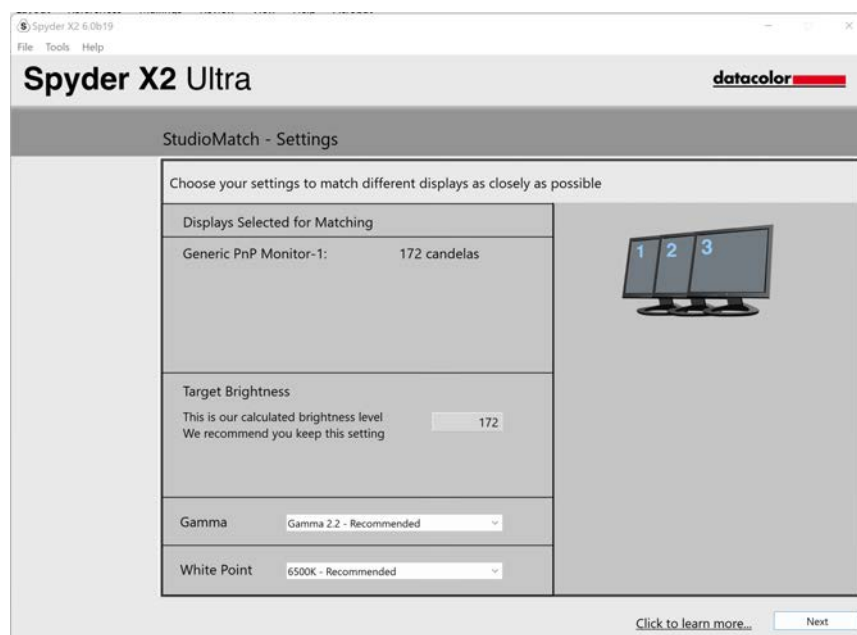 Spyder X2 6.0b19
File Tools Help
Spyder X2 Ultra
datacolor
StudioMatch - Settings
Choose your settings to match different displays as closely as possible
Displays Selected for Matching
Generic PnP Monitor-1: 172 candelas
1 2 3
Target Brightness
This is our calculated brightness level
We recommend you keep this setting
172
Gamma Gamma 2.2 - Recommended
White Point 6500K - Recommended
Click to learn more... Next